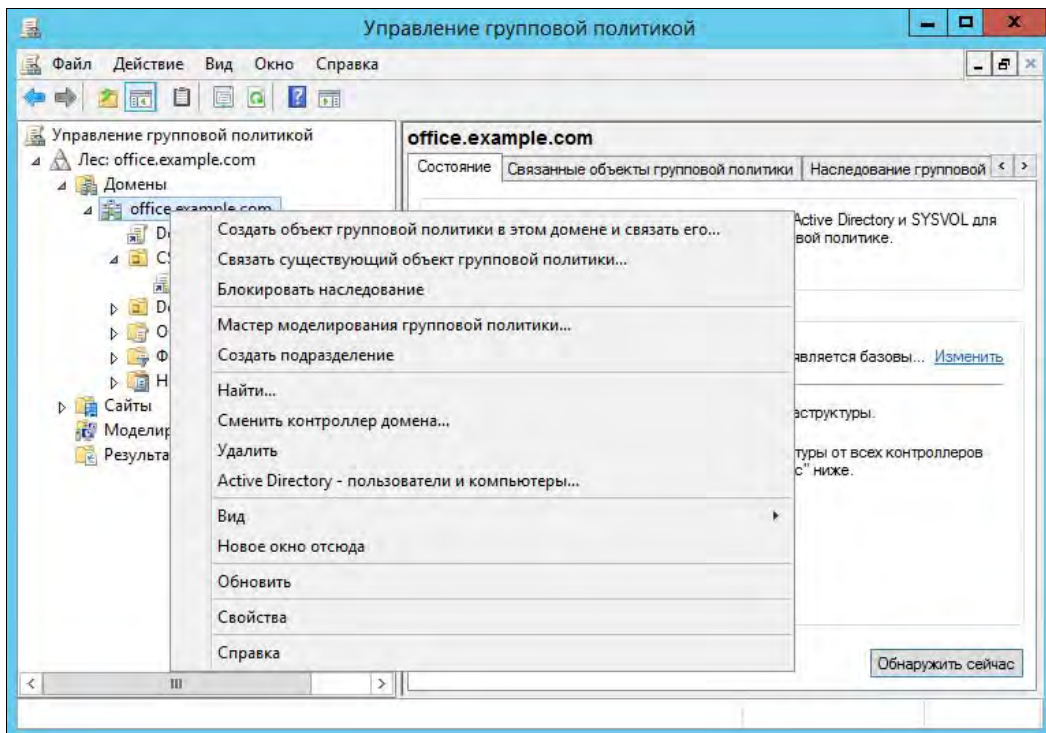 Управление групповой политикой
Файл Действие Вид Окно Справка
Управление групповой политикой
Лес: office.example.com
Домены
office.example.com
Сайты
office.example.com
Состояние Связанные объекты групповой политики Наследование групповой
Active Directory и SYSVOL для
вой политике.
Изменить
аструктуры.
туры от всех контроллеров
с" ниже.
Обнаружить сейчас
Создать объект групповой политики в этом домене и связать его...
Связать существующий объект групповой политики...
Блокировать наследование
Мастер моделирования групповой политики...
Создать подразделение
Найти...
Сменить контроллер домена...
Удалить
Active Directory - пользователи и компьютеры...
Вид
Новое окно отсюда
Обновить
Свойства
Справка